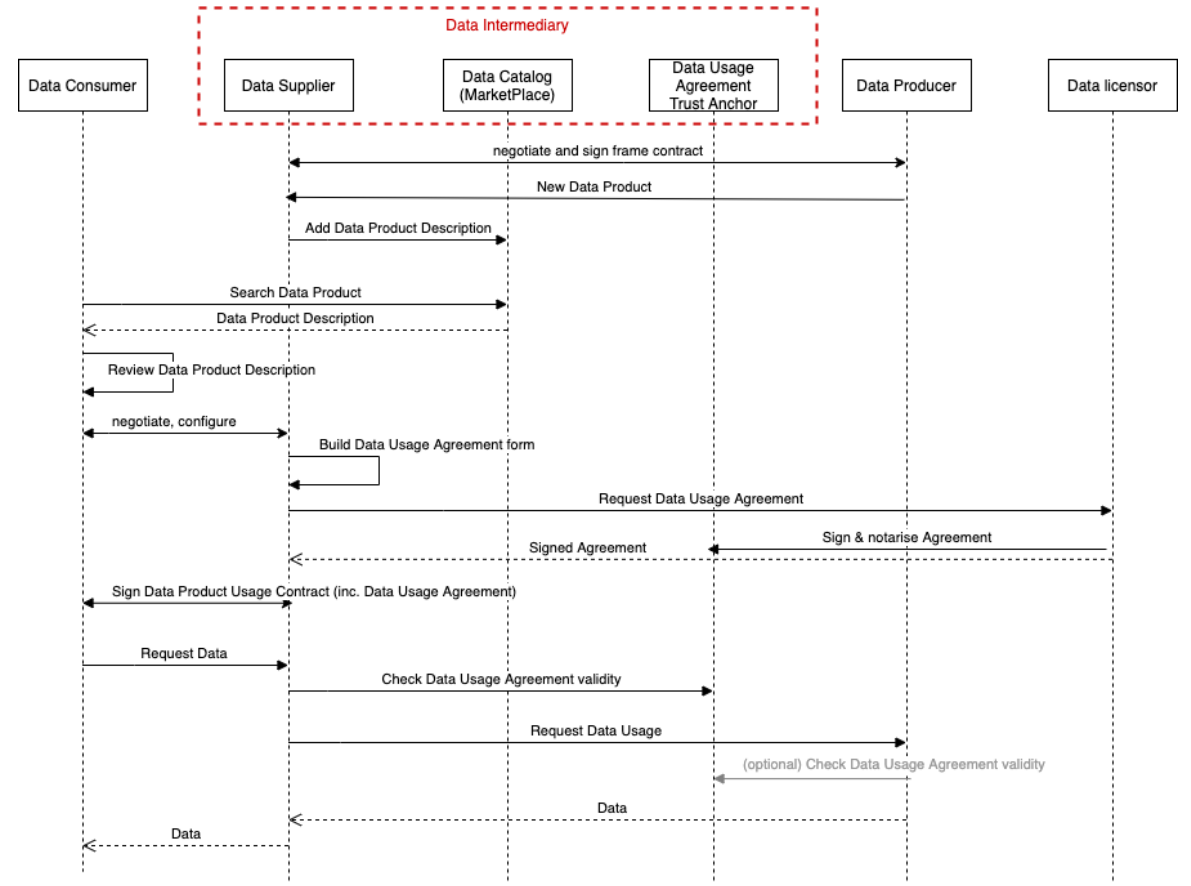 Data Intermediary
Data Consumer
Data Supplier
Data Catalog
(MarketPlace)
Data Usage
Agreement
Trust Anchor
Data Producer
Data licensor
negotiate and sign frame contract
New Data Product
Add Data Product Description
Search Data Product
Data Product Description
Review Data Product Description
negotiate, configure
Build Data Usage Agreement form
Request Data Usage Agreement
Sign & notarise Agreement
Signed Agreement
Sign Data Product Usage Contract (inc. Data Usage Agreement)
Request Data
Check Data Usage Agreement validity
Request Data Usage
(optional) Check Data Usage Agreement validity
Data
Data